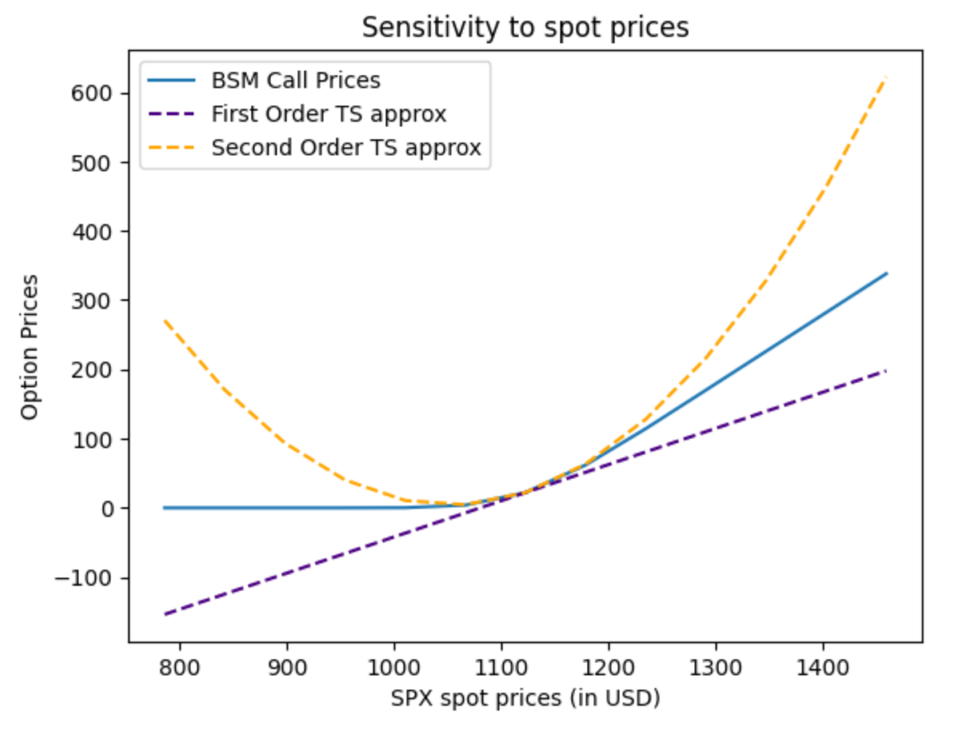 Sensitivity to spot prices
BSM Call Prices
First Order TS approx
Second Order TS approx
Option Prices
600
500
400
300
200
100
0
−100
800 900 1000 1100 1200 1300 1400
SPX spot prices (in USD)